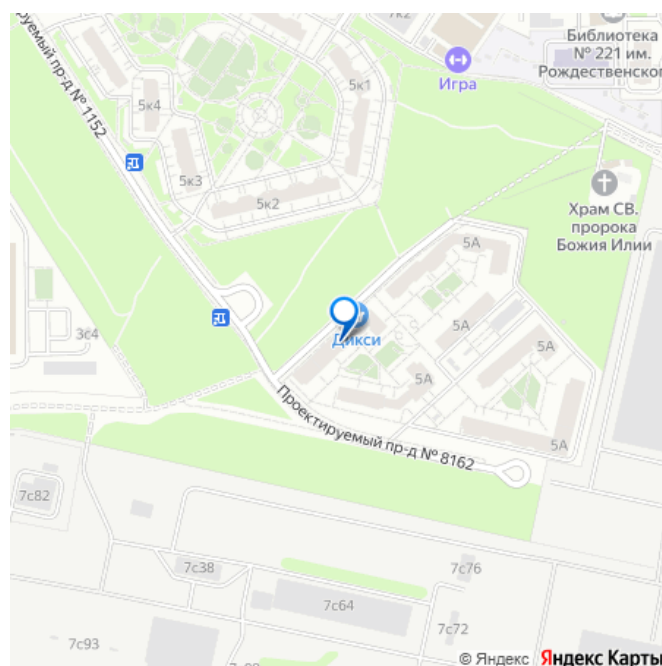 7к2
Библиотека
№ 221 им.
Рождественског
Игра
5к1
5к4
5к3
5к2
Проектируемый пр-д № 1152
Храм СВ.
пророка
Божия Илии
5А
Дикси
5А
5А
5А
5А
3с4
Проектируемый пр-д № 8162
7с82
7с38
7с76
7с64
7с72
7с93
© Яндекс Яндекс Карты